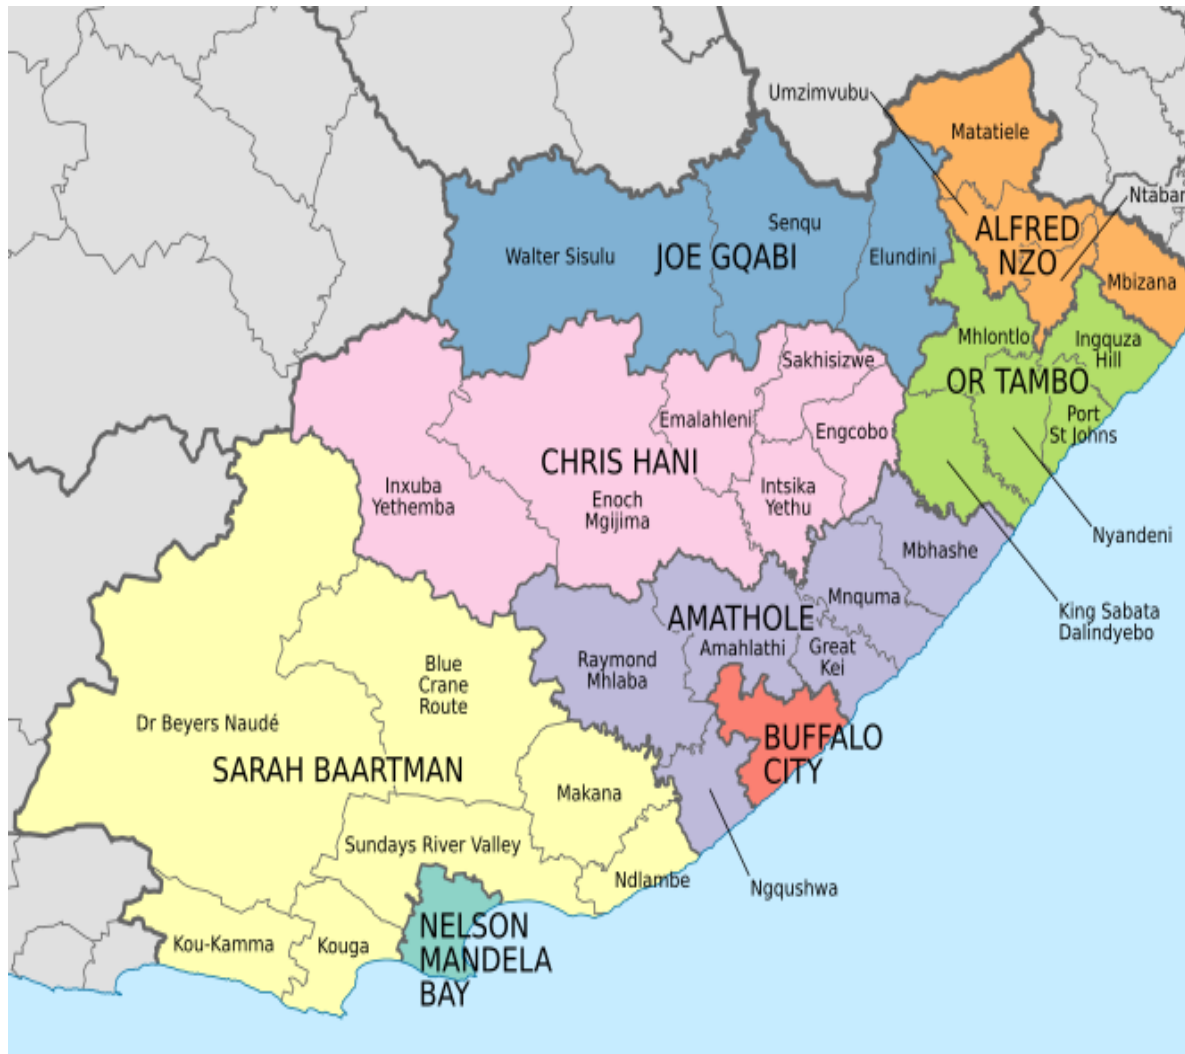 Umzimvubu
Matatiele
Ntaban
ALFRED
NZO
Mbizana
Senqu
Walter Sisulu
JOE GQABI
Elundini
Mhlontlo
Ingquza
Hill
OR TAMBO
Port
St Johns
Nyandeni
King Sabata
Dalindyebo
Sakhisizwe
Emalahleni
Engcobo
CHRIS HANI
Inxuba
Yethemba
Enoch
Mgijima
Intsika
Yethu
Mbhashe
Mnquma
AMATHOLE
Amahlathi
Great
Kei
Raymond
Mhlaba
BUFFALO
CITY
Ngqushwa
Blue
Crane
Route
Dr Beyers Naudé
SARAH BAARTMAN
Makana
Sundays River Valley
Ndlambe
Kou-Kamma
Kouga
NELSON
MANDELA
BAY